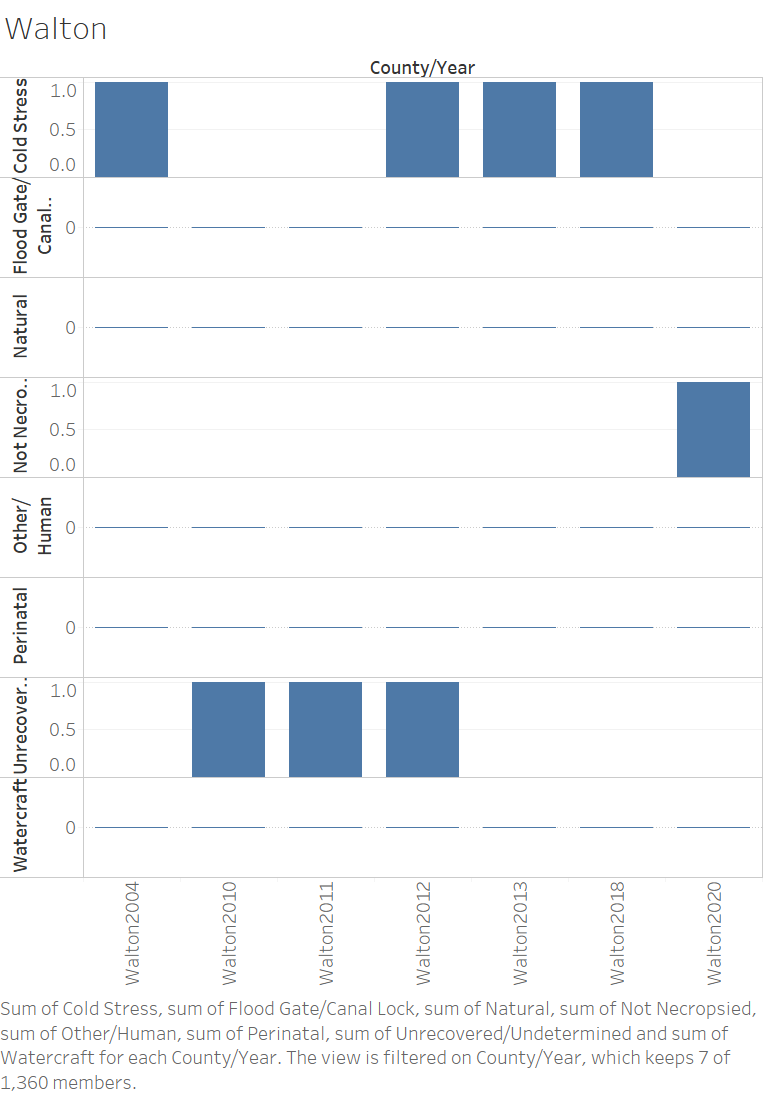 Walton
County/Year
Cold Stress
1.0
0.5
0.0
Flood Gate/
Canal..
0
Natural
0
Not Necro..
1.0
0.5
0.0
Other/
Human
0
Perinatal
0
Unrecover..
1.0
0.5
0.0
Watercraft
0
Walton2004
Walton2010
Walton2011
Walton2012
Walton2013
Walton2018
Walton2020
Sum of Cold Stress, sum of Flood Gate/Canal Lock, sum of Natural, sum of Not Necropsied,
sum of Other/Human, sum of Perinatal, sum of Unrecovered/Undetermined and sum of
Watercraft for each County/Year. The view is filtered on County/Year, which keeps 7 of
1,360 members.